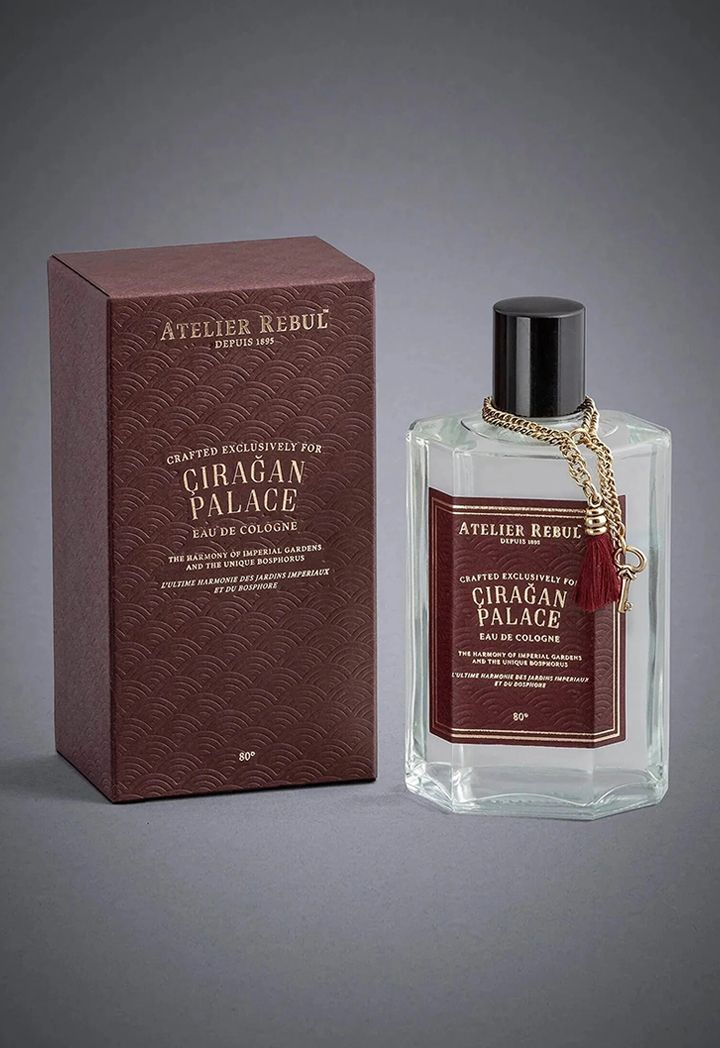 ATELIER REBUL™
DEPUIS 1895
CRAFTED EXCLUSIVELY FOR
ÇIRAĞAN
PALACE
EAU DE COLOGNE
THE HARMONY OF IMPERIAL GARDENS
AND THE UNIQUE BOSPHORUS
L'ULTIME HARMONIE DES JARDINS IMPERIAUX
ET DU BOSPHORE
80°
ATELIER REBUL
DEPUIS 1895
CRAFTED EXCLUSIVELY FO
ÇIRAĞAN
PALACE
EAU DE COLOGNE
THE HARMONY OF IMPERIAL GARDENS
AND THE UNIQUE BOSPHORUS
L'ULTIME HARMONIE DES JARDINS IMPERIAUX
ET DU BOSPHORE
80°